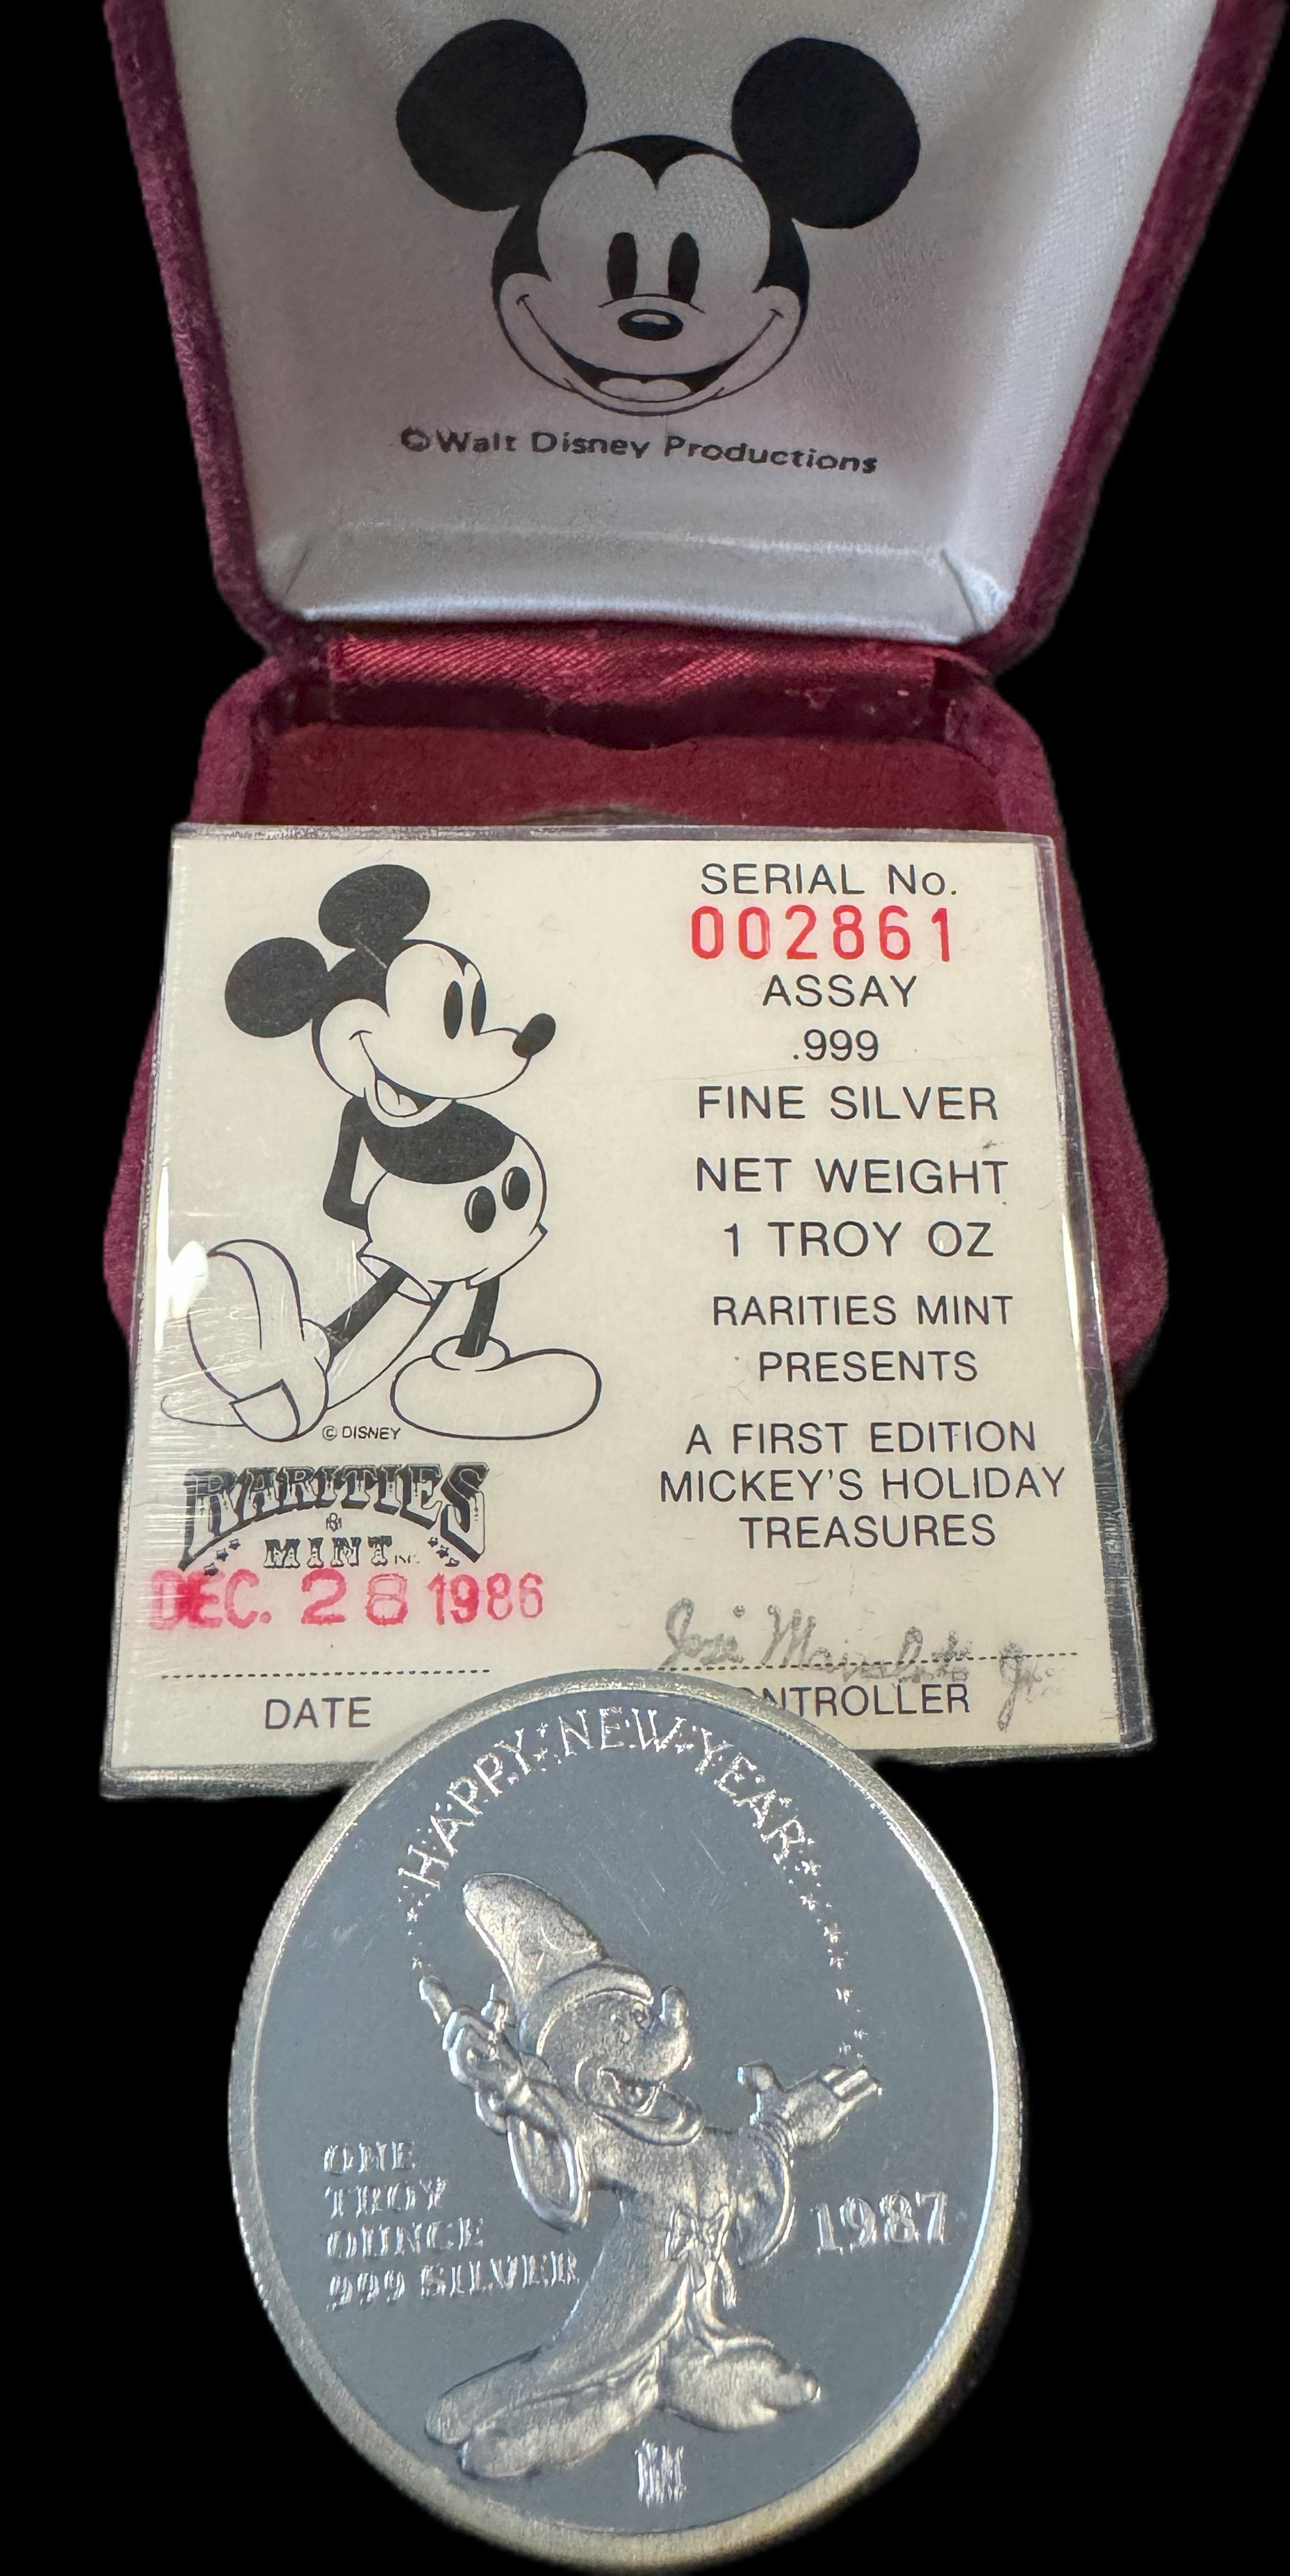 ©Walt Disney Productions
SERIAL No.
002861
ASSAY
.999
FINE SILVER
NET WEIGHT
1 TROY OZ
RARITIES MINT
PRESENTS
A FIRST EDITION
MICKEY'S HOLIDAY
TREASURES
© DISNEY
RARITIES
MINT INC.
DEC. 28 1986
DATE
NTROLLER
HAPPY NEW YEAR
ONE
TROY
OUNCE
999 SILVER
1987